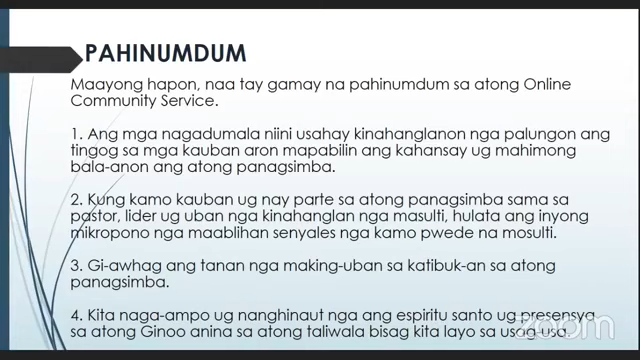 PAHINUMDUM
Maayong hapon, naa tay gamay na pahinumdum sa atong Online
Community Service.
1. Ang mga nagadumala niini usahay kinahanglanon nga palungon ang
tingog sa mga kauban aron mapabilin ang kahansay ug mahimong
bala-anon ang atong panagsimba.
2. Kung kamo kauban ug nay parte sa atong panagsimba sama sa
pastor, lider ug uban nga kinahanglan nga masulti, hulata ang inyong
mikropono nga maablihan senyales nga kamo pwede na mosulti.
3. Gi-awhag ang tanan nga making-uban sa katibuk-an sa atong
panagsimba.
4. Kita naga-ampo ug nanghinaut nga ang espiritu santo ug presensya
sa atong Ginoo anina sa atong taliwala bisag kita layo sa usag-usa.
zoom